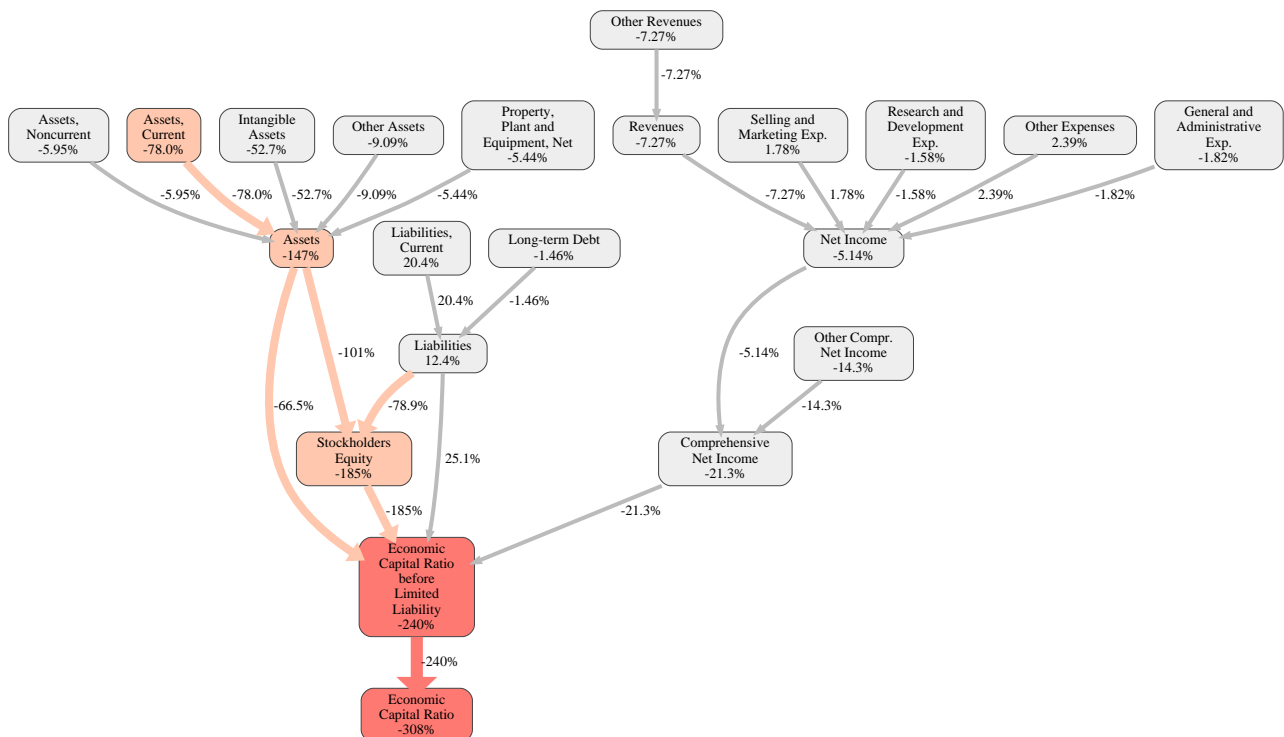 Other Revenues
-7.27%
-7.27%
Assets,
Noncurrent
-5.95%
Assets,
Current
-78.0%
Intangible
Assets
-52.7%
Other Assets
-9.09%
Property,
Plant and
Equipment, Net
-5.44%
Revenues
-7.27%
Selling and
Marketing Exp.
1.78%
Research and
Development
Exp.
-1.58%
Other Expenses
2.39%
General and
Administrative
Exp.
-1.82%
-5.95%
-78.0%
-52.7%
-9.09%
-5.44%
-7.27%
1.78%
-1.58%
2.39%
-1.82%
Assets
-147%
Liabilities,
Current
20.4%
Long-term Debt
-1.46%
Net Income
-5.14%
20.4%
-1.46%
-101%
Liabilities
12.4%
-5.14%
Other Compr.
Net Income
-14.3%
-66.5%
-78.9%
-14.3%
Stockholders
Equity
-185%
25.1%
Comprehensive
Net Income
-21.3%
-185%
-21.3%
Economic
Capital Ratio
before
Limited
Liability
-240%
-240%
Economic
Capital Ratio
-308%